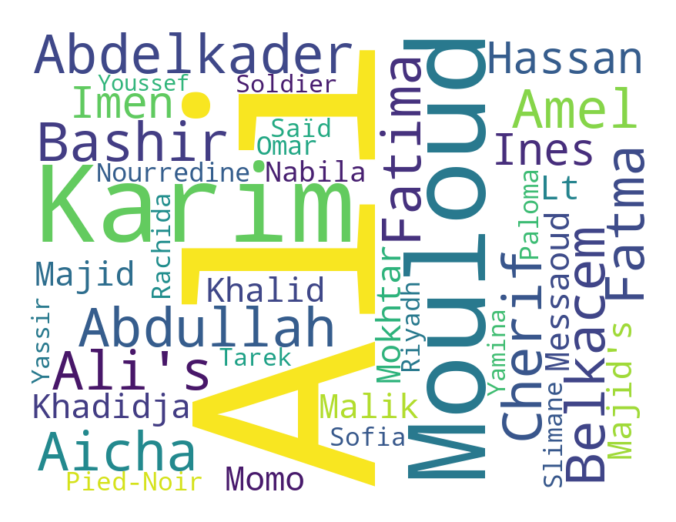 Abdelkader
Hassan
Youssef
Soldier
Imen
Amel
Saïd
Bashir
Omar
Ines
Nourredine
Nabila
Karim
Ali
Fatima
Mouloud
Paloma
Lt
Fatma
Rachida
Majid
Khalid
Mokhtar
Riyadh
Cherif
Messaoud
Belkacem
Yassir
Abdullah
Yamina
Majid's
Ali's
Tarek
Khadidja
Malik
Slimane
Aicha
Sofia
Pied-Noir
Momo